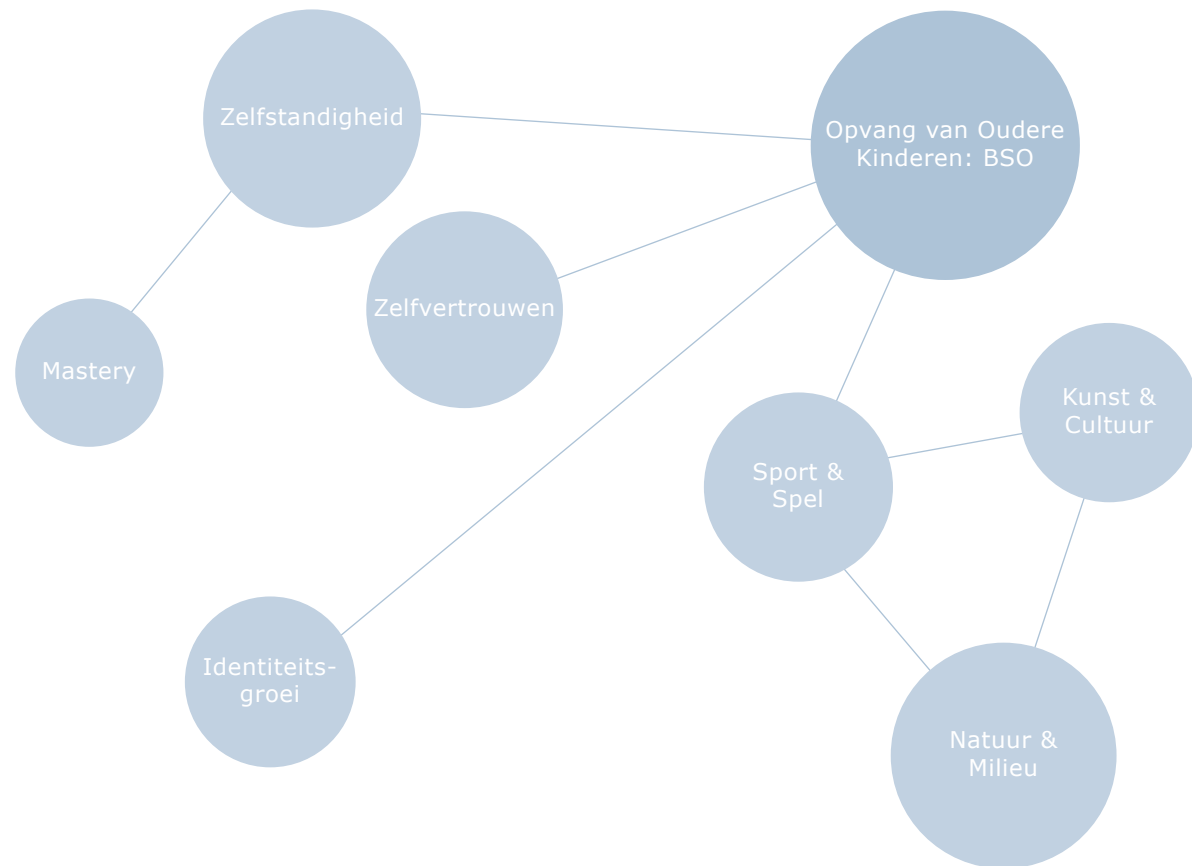 Zelfstandigheid
Opvang van Oudere
Kinderen: BSO
Zelfvertrouwen
Mastery
Kunst &
Cultuur
Sport &
Spel
Identiteits-
groei
Natuur &
Milieu